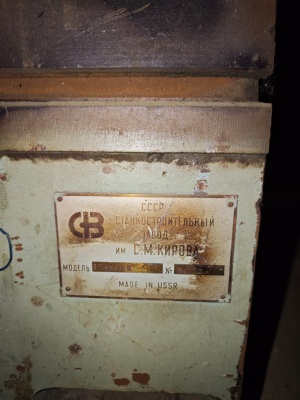 СССР
СТАНКОСТРОИТЕЛЬНЫЙ
ЗАВОД
ИМ. С.М.КИРОВА
МОДЕЛЬ №
MADE IN USSR